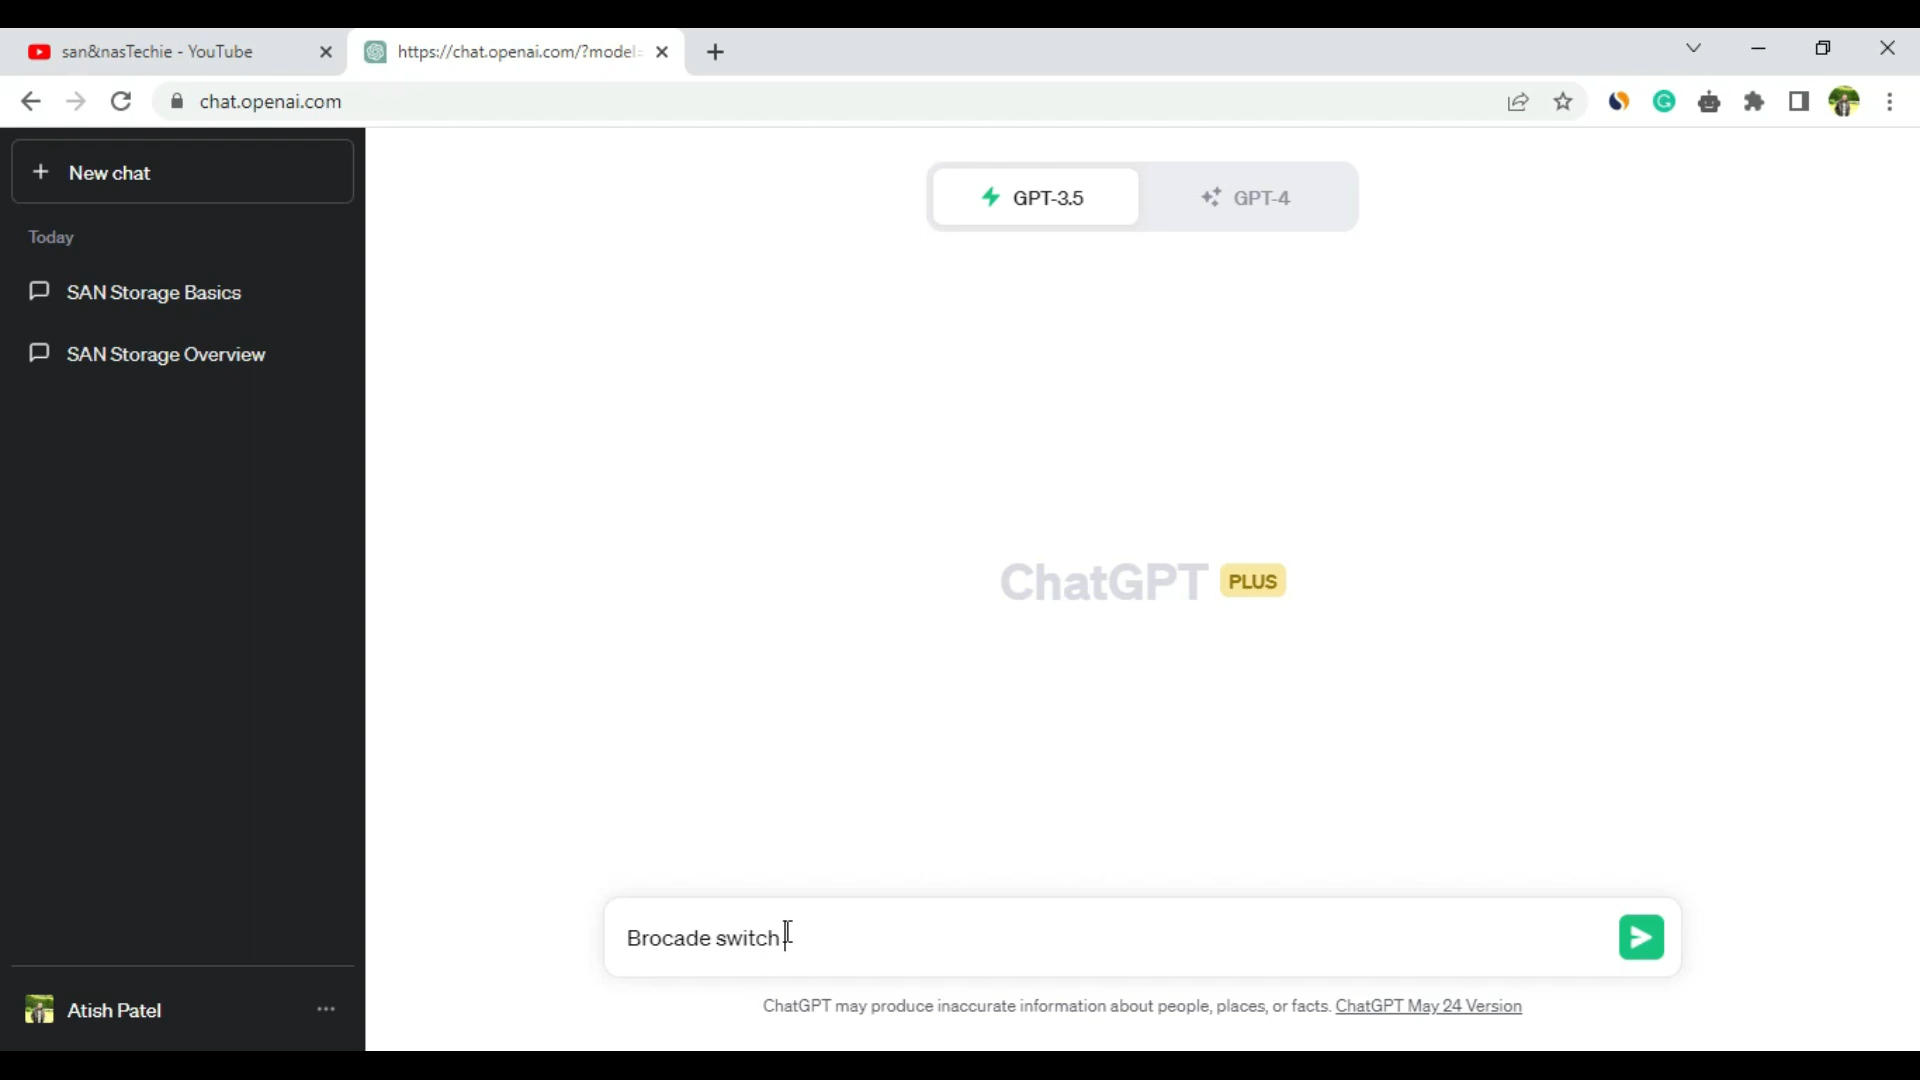 san&nasTechie - YouTube
https://chat.openai.com/?model=
chat.openai.com
New chat
Today
SAN Storage Basics
SAN Storage Overview
Atish Patel
GPT-3.5
GPT-4
ChatGPT PLUS
Brocade switch
ChatGPT may produce inaccurate information about people, places, or facts. ChatGPT May 24 Version